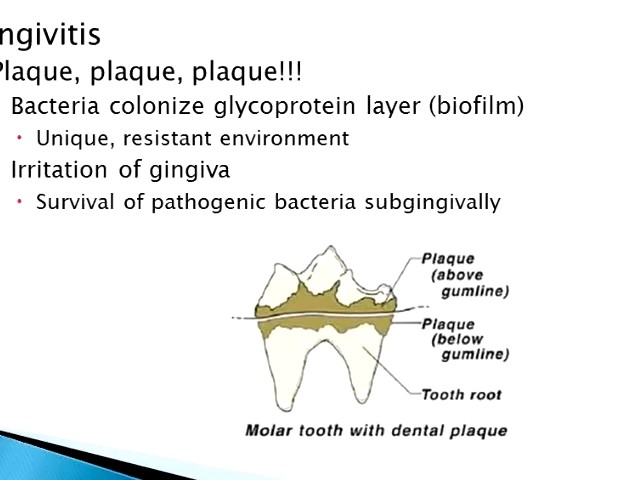 ngivitis
Plaque, plaque, plaque!!!
Bacteria colonize glycoprotein layer (biofilm)
• Unique, resistant environment
Irritation of gingiva
• Survival of pathogenic bacteria subgingivally
Plaque
(above
gumline)
Plaque
(below
gumline)
Tooth root
Molar tooth with dental plaque